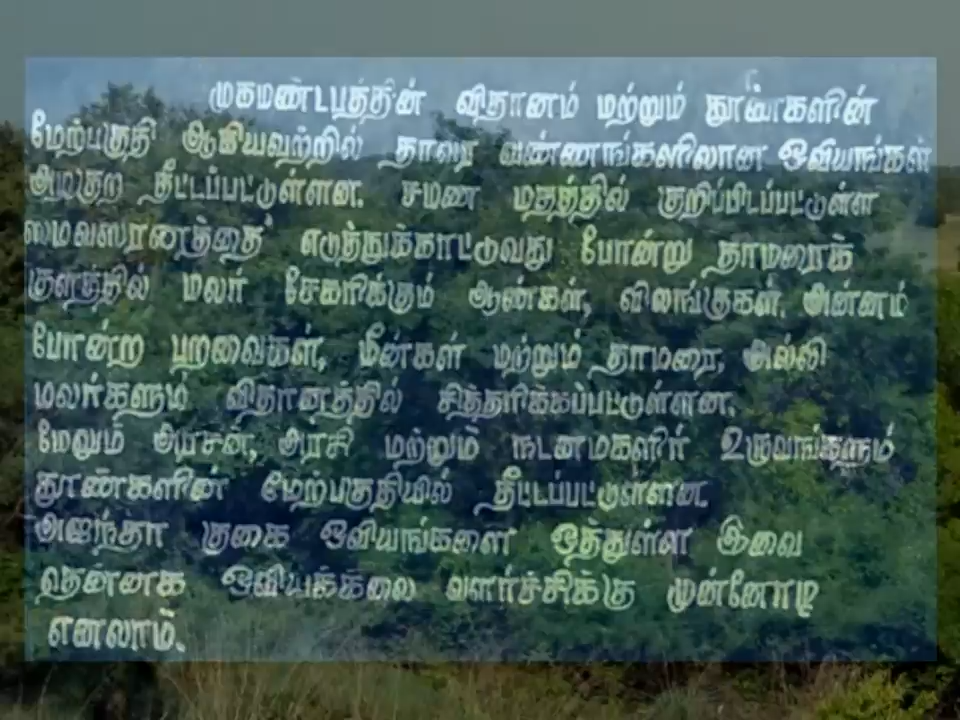 முகமண்டபத்தின் விதானம் மற்றும் தூண்களின்
மேற்பகுதி ஆகியவற்றில் தாவர வண்ணங்களிலான ஓவியங்கள்
அழகுற தீட்டப்பட்டுள்ளன. சமண மதத்தில் குறிப்பிடப்பட்டுள்ள
ஸமவஸரணத்தை எடுத்துக்காட்டுவது போன்று தாமரைக்
குளத்தில் மலர் சேகரிக்கும் ஆண்கள், விலங்குகள், அன்னம்
போன்ற பறவைகள், மீன்கள் மற்றும் தாமரை, அல்லி
மலர்களும் விதானத்தில் சித்தரிக்கப்பட்டுள்ளன.
மேலும் அரசன், அரசி மற்றும் நடனமகளிர் உருவங்களும்
தூண்களின் மேற்பகுதியில் தீட்டப்பட்டுள்ளன.
அஜந்தா குகை ஓவியங்களை ஒத்துள்ள இவை
தென்னக ஓவியக்கலை வளர்ச்சிக்கு முன்னோடி
எனலாம்.